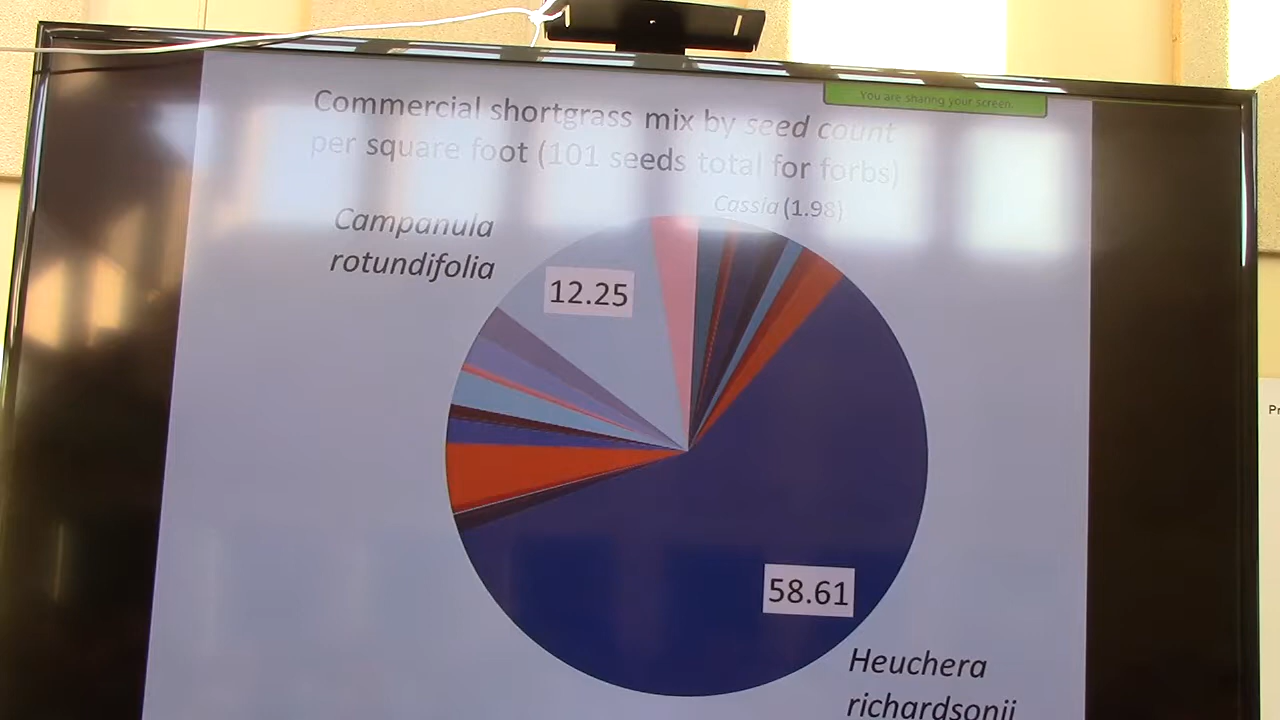 You are sharing your screen.
Commercial shortgrass mix by seed count
per square foot (101 seeds total for forbs)
Cassia (1.98)
Campanula
rotundifolia
12.25
58.61
Heuchera
richardsonii